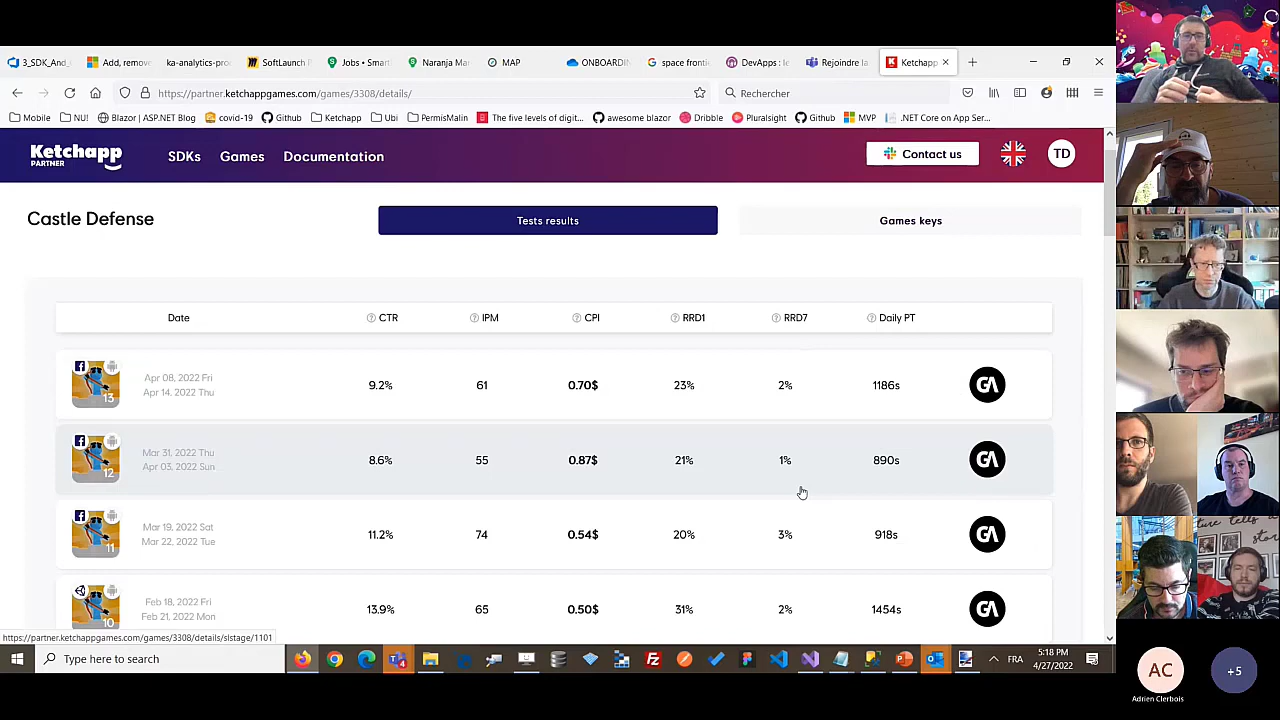 3_SDK_And_
Add, remov
ka-analytics-pro
SoftLaunch
Jobs • Smart
Naranja M
MAP
ONBOARDIN
space frontie
DevApps : le
Rejoindre la
Ketchapp
https://partner.ketchappgames.com/games/3308/details/
Rechercher
Mobile
NU!
Blazor | ASP.NET Blog
covid-19
Github
Ketchapp
Ubi
PermisMalin
The five levels of digit...
awesome blazor
Dribble
Pluralsight
Github
MVP
.NET Core on App Ser...
Ketchapp
PARTNER
SDKs
Games
Documentation
Contact us
TD
Castle Defense
Tests results
Games keys
Date
CTR
IPM
CPI
RRD1
RRD7
Daily PT
13
Apr 08, 2022 Fri
Apr 14, 2022 Thu
9.2%
61
0.70$
23%
2%
1186s
GA
12
Mar 31, 2022 Thu
Apr 03, 2022 Sun
8.6%
55
0.87$
21%
1%
890s
GA
11
Mar 19, 2022 Sat
Mar 22, 2022 Tue
11.2%
74
0.54$
20%
3%
918s
GA
10
Feb 18, 2022 Fri
Feb 21, 2022 Mon
13.9%
65
0.50$
31%
2%
1454s
GA
https://partner.ketchappgames.com/games/3308/details/slstage/1101
Type here to search
FRA
5:18 PM
4/27/2022
AC
Adrien Clerbois
+5